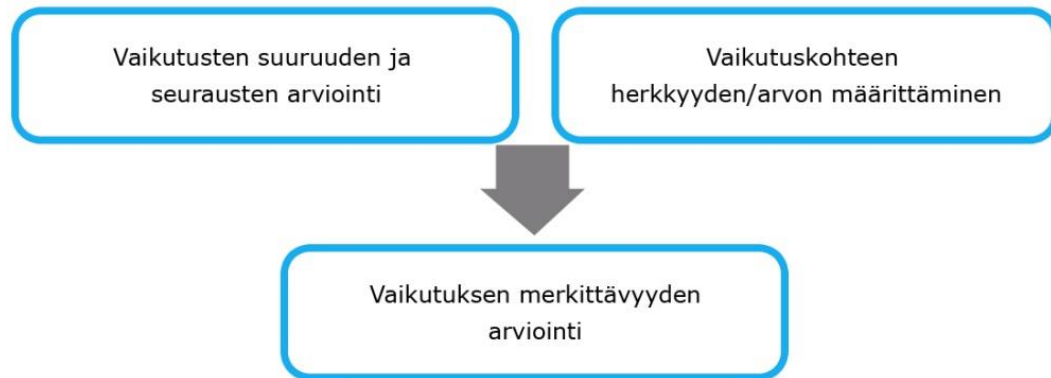 Vaikutusten suuruuden ja
seurausten arviointi
Vaikutuskohteen
herkkyyden/arvon määrittäminen
Vaikutuksen merkittävyyden
arviointi